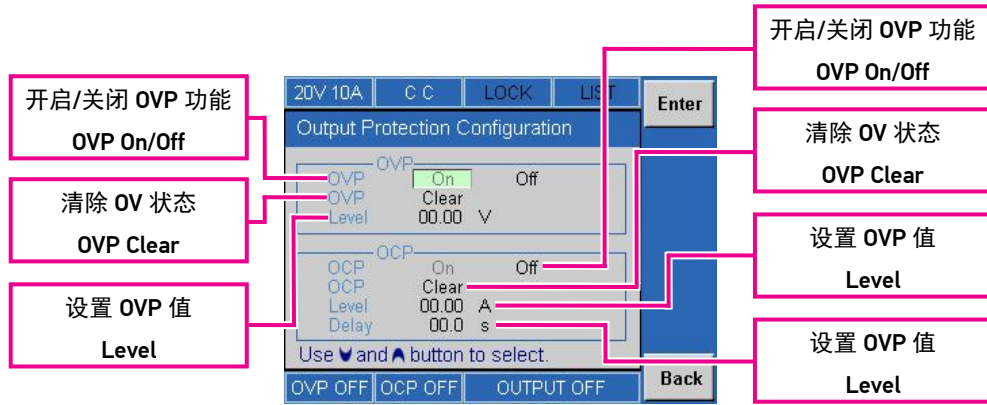 开启/关闭 OVP 功能
OVP On/Off
清除 OV 状态
OVP Clear
设置 OVP 值
Level
20V 10A
C C
LOCK
LIST
Enter
Output Protection Configuration
OVP
OVP On Off
OVP Clear
Level 00.00 V
OCP
OCP On Off
OCP Clear
Level 00.00 A
Delay 00.0 s
Use and button to select.
OVP OFF
OCP OFF
OUTPUT OFF
Back
开启/关闭 OVP 功能
OVP On/Off
清除 OV 状态
OVP Clear
设置 OVP 值
Level
设置 OVP 值
Level